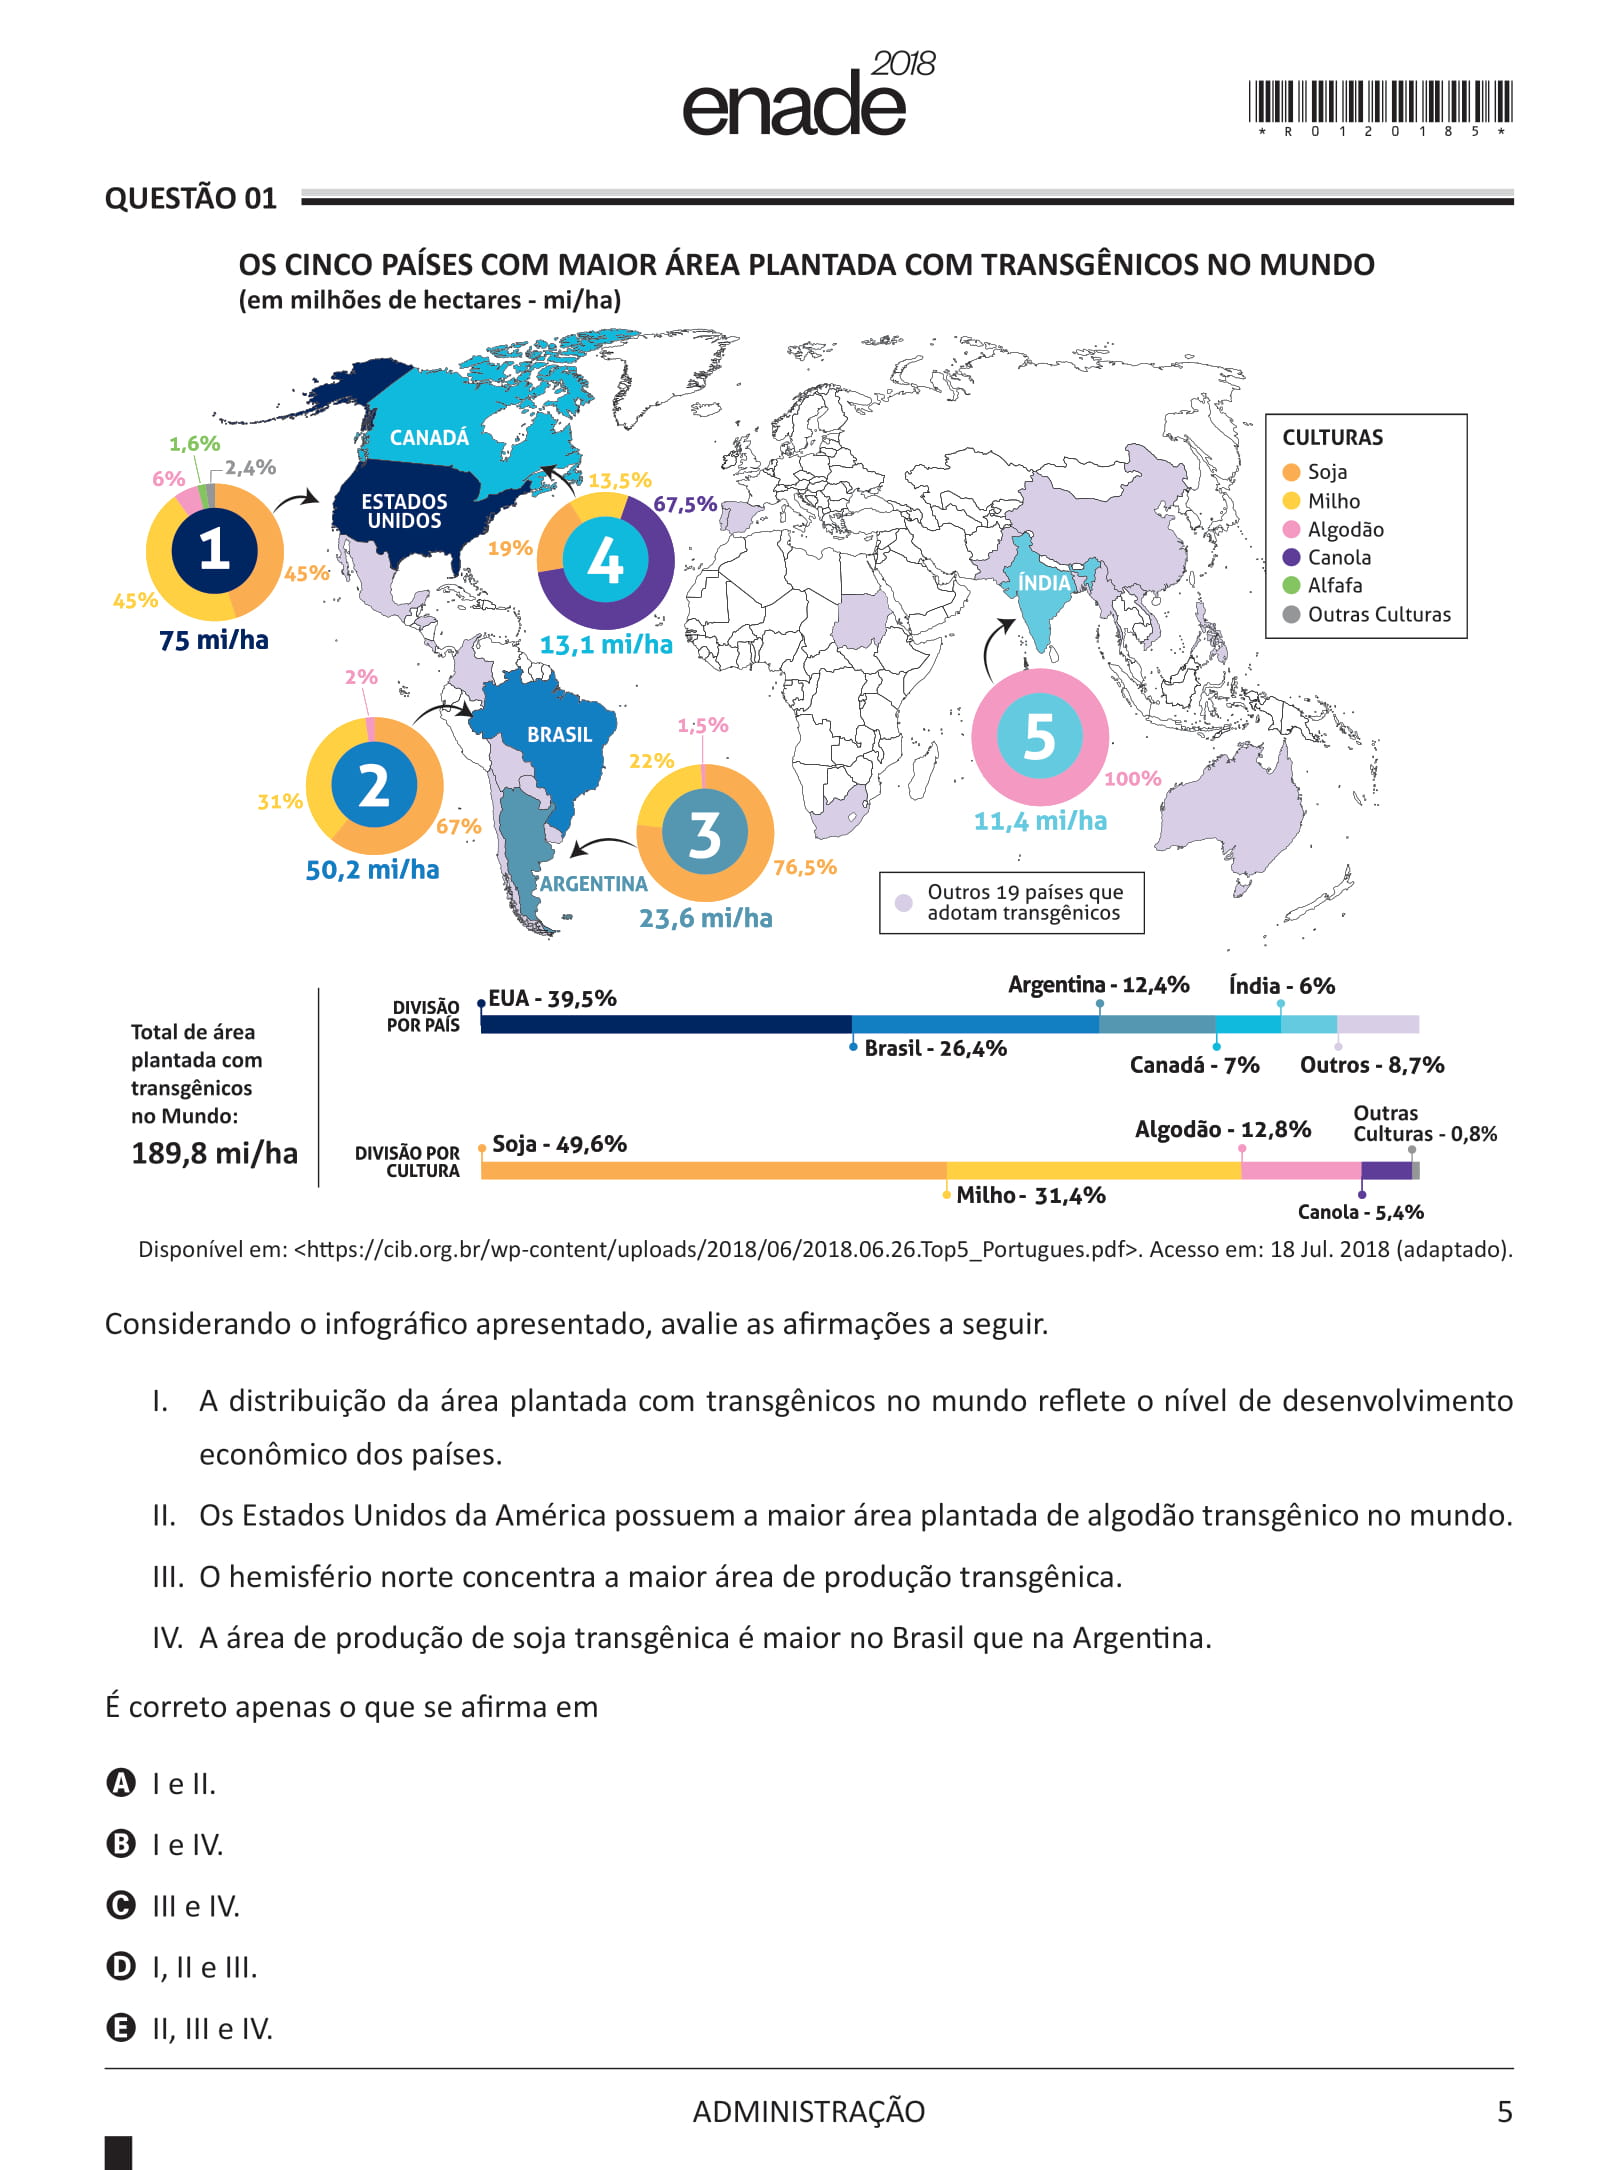 enade 2018
* R 0 1 2 0 1 8 5 *
QUESTÃO 01
OS CINCO PAÍSES COM MAIOR ÁREA PLANTADA COM TRANSGÊNICOS NO MUNDO
(em milhões de hectares - mi/ha)
CANADÁ
ESTADOS
UNIDOS
1,6%
2,4%
6%
1
45%
45%
75 mi/ha
13,5%
67,5%
19%
4
13,1 mi/ha
ÍNDIA
CULTURAS
Soja
Milho
Algodão
Canola
Alfafa
Outras Culturas
2%
BRASIL
2
31%
67%
50,2 mi/ha
1,5%
22%
3
76,5%
ARGENTINA
23,6 mi/ha
5
100%
11,4 mi/ha
Outros 19 países que
adotam transgênicos
Total de área
plantada com
transgênicos
no Mundo:
189,8 mi/ha
DIVISÃO
POR PAÍS
EUA - 39,5%
Brasil - 26,4%
Argentina - 12,4%
Canadá - 7%
Índia - 6%
Outros - 8,7%
DIVISÃO POR
CULTURA
Soja - 49,6%
Milho- 31,4%
Algodão - 12,8%
Canola - 5,4%
Outras
Culturas - 0,8%
Disponível em: <https://cib.org.br/wp-content/uploads/2018/06/2018.06.26.Top5_Portugues.pdf>. Acesso em: 18 Jul. 2018 (adaptado).
Considerando o infográfico apresentado, avalie as afirmações a seguir.
I. A distribuição da área plantada com transgênicos no mundo reflete o nível de desenvolvimento
econômico dos países.
II. Os Estados Unidos da América possuem a maior área plantada de algodão transgênico no mundo.
III. O hemisfério norte concentra a maior área de produção transgênica.
IV. A área de produção de soja transgênica é maior no Brasil que na Argentina.
É correto apenas o que se afirma em
A I e II.
B I e IV.
C III e IV.
D I, II e III.
E II, III e IV.
ADMINISTRAÇÃO
5